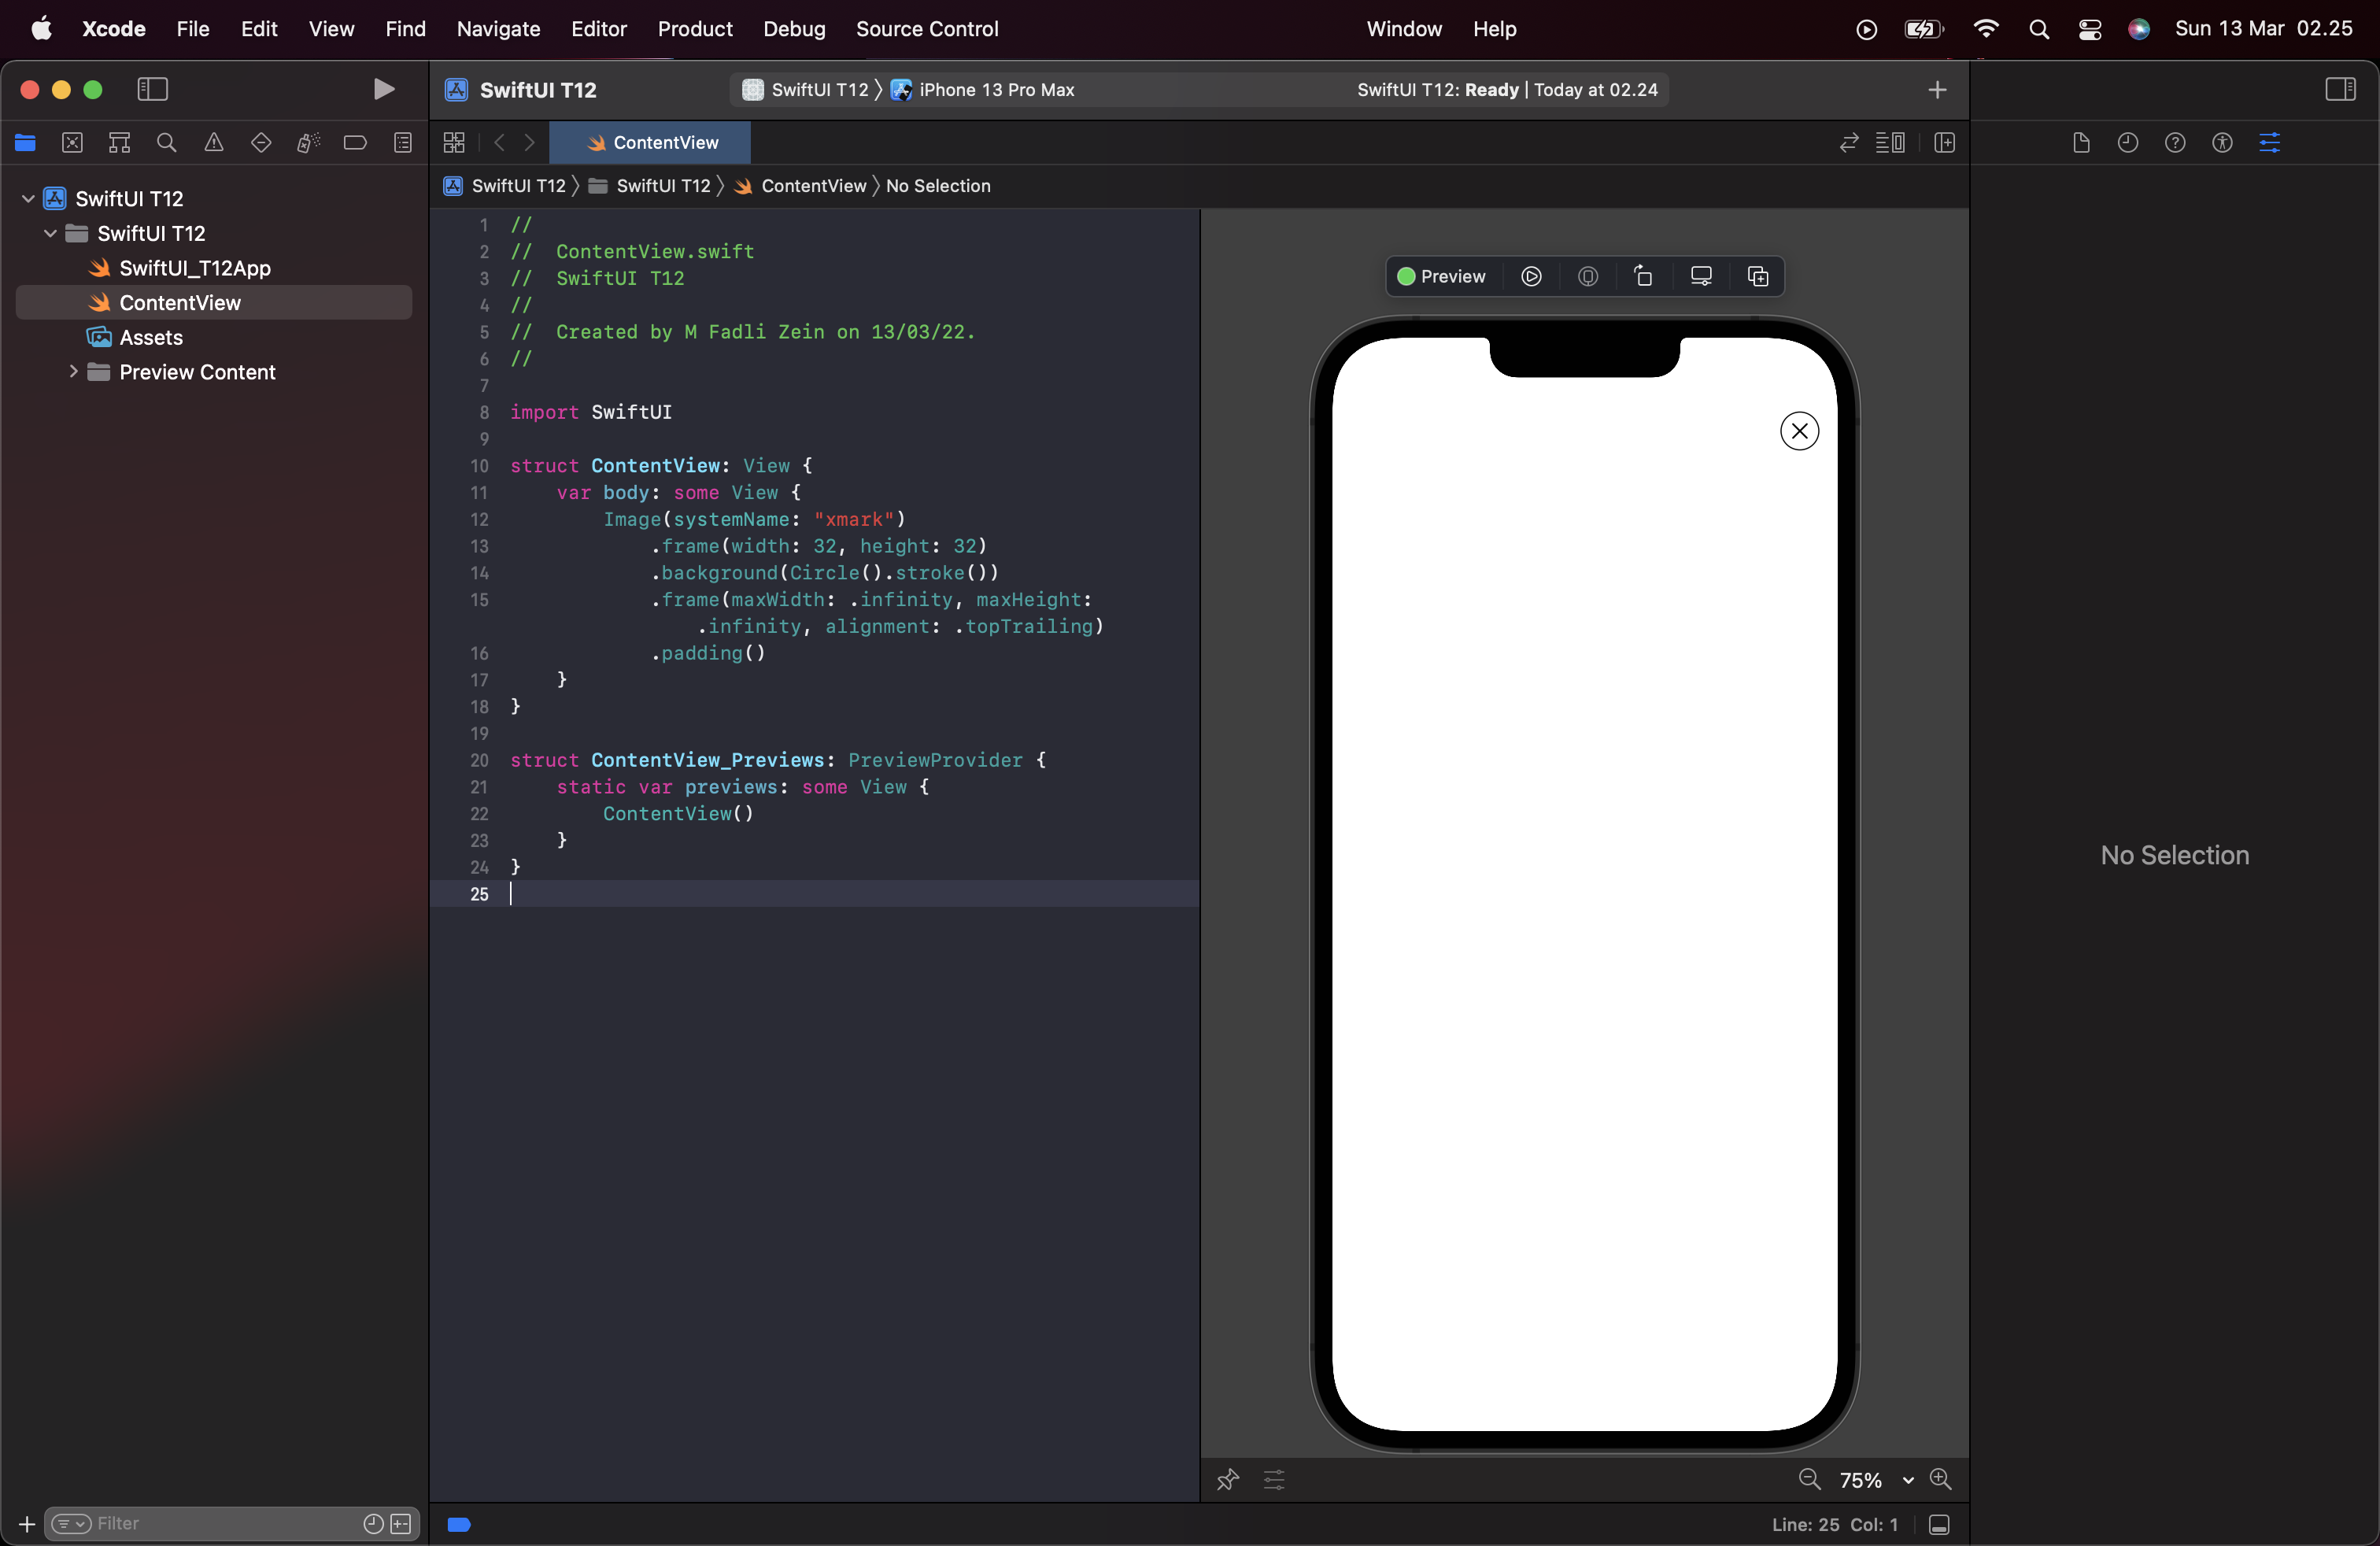 Xcode File Edit View Find Navigate Editor Product Debug Source Control Window Help Sun 13 Mar 02.25
SwiftUI T12 SwiftUI T12 iPhone 13 Pro Max SwiftUI T12: Ready | Today at 02.24
ContentView
SwiftUI T12 SwiftUI T12 ContentView No Selection
SwiftUI T12
SwiftUI T12
SwiftUI_T12App
ContentView
Assets
Preview Content
1 //
2 //  ContentView.swift
3 //  SwiftUI T12
4 //
5 //  Created by M Fadli Zein on 13/03/22.
6 //
7
8 import SwiftUI
9
10 struct ContentView: View {
11     var body: some View {
12         Image(systemName: "xmark")
13             .frame(width: 32, height: 32)
14             .background(Circle().stroke())
15             .frame(maxWidth: .infinity, maxHeight:
                .infinity, alignment: .topTrailing)
16             .padding()
17     }
18 }
19
20 struct ContentView_Previews: PreviewProvider {
21     static var previews: some View {
22         ContentView()
23     }
24 }
25
Preview
No Selection
75%
Filter
Line: 25 Col: 1